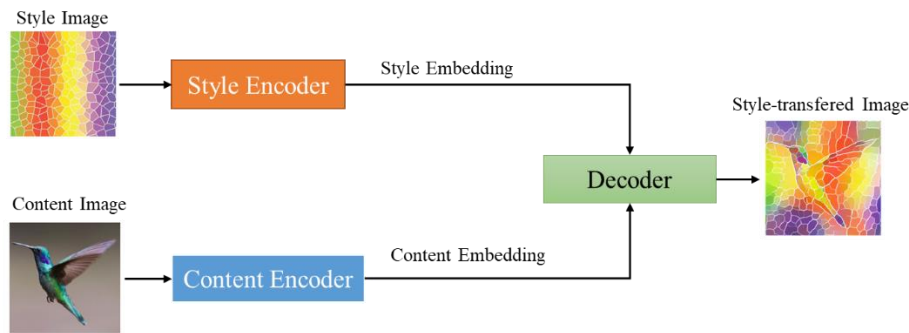 Style Image
Style Encoder
Style Embedding
Style-transfered Image
Decoder
Content Image
Content Encoder
Content Embedding